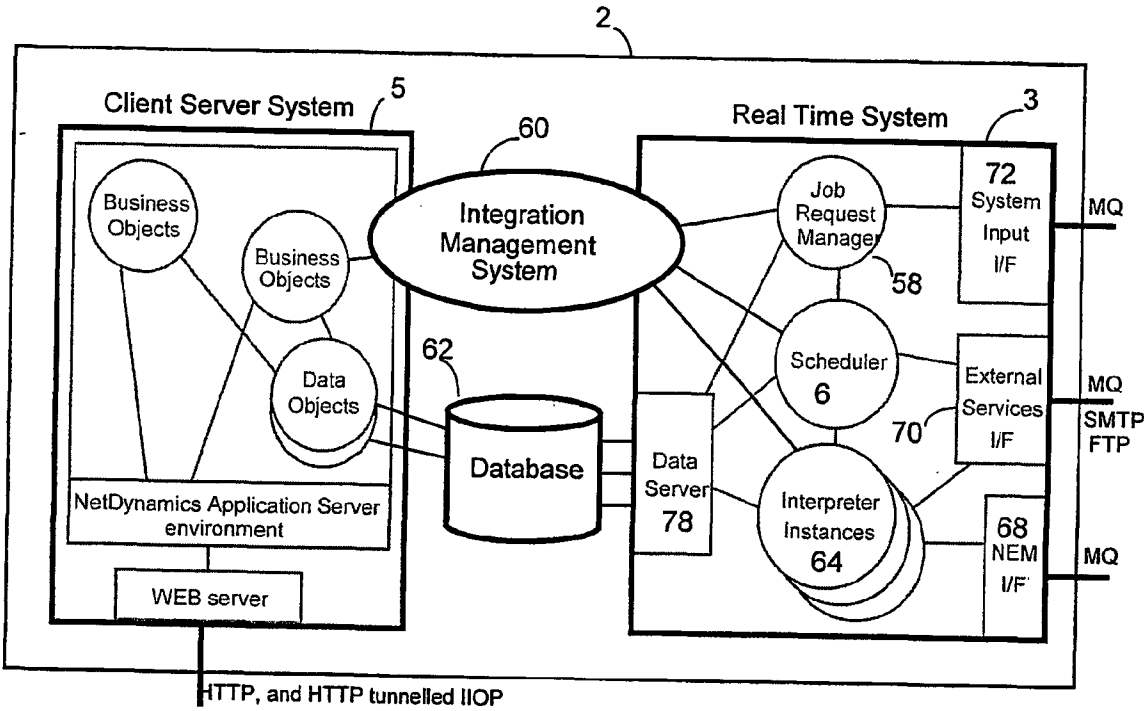 2
Client Server System
5
Business
Objects
Business
Objects
Data
Objects
NetDynamics Application Server
environment
WEB server
HTTP, and HTTP tunnelled IIOP
60
Integration
Management
System
62
Database
Real Time System
3
Job
Request
Manager
58
72
System
Input
I/F
MQ
Scheduler
6
External
Services
I/F
70
MQ
SMTP
FTP
Data
Server
78
Interpreter
Instances
64
68
NEM
I/F
MQ